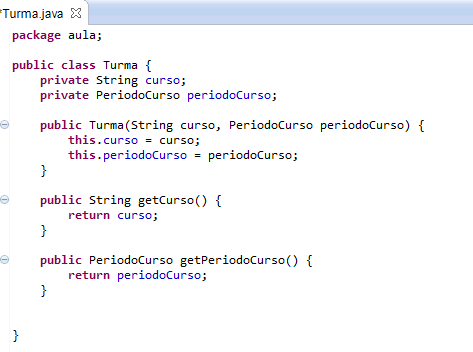 *Turma.java
package aula;
public class Turma {
private String curso;
private PeriodoCurso periodoCurso;
public Turma(String curso, PeriodoCurso periodoCurso) {
this.curso = curso;
this.periodoCurso = periodoCurso;
}
public String getCurso() {
return curso;
}
public PeriodoCurso getPeriodoCurso() {
return periodoCurso;
}
}